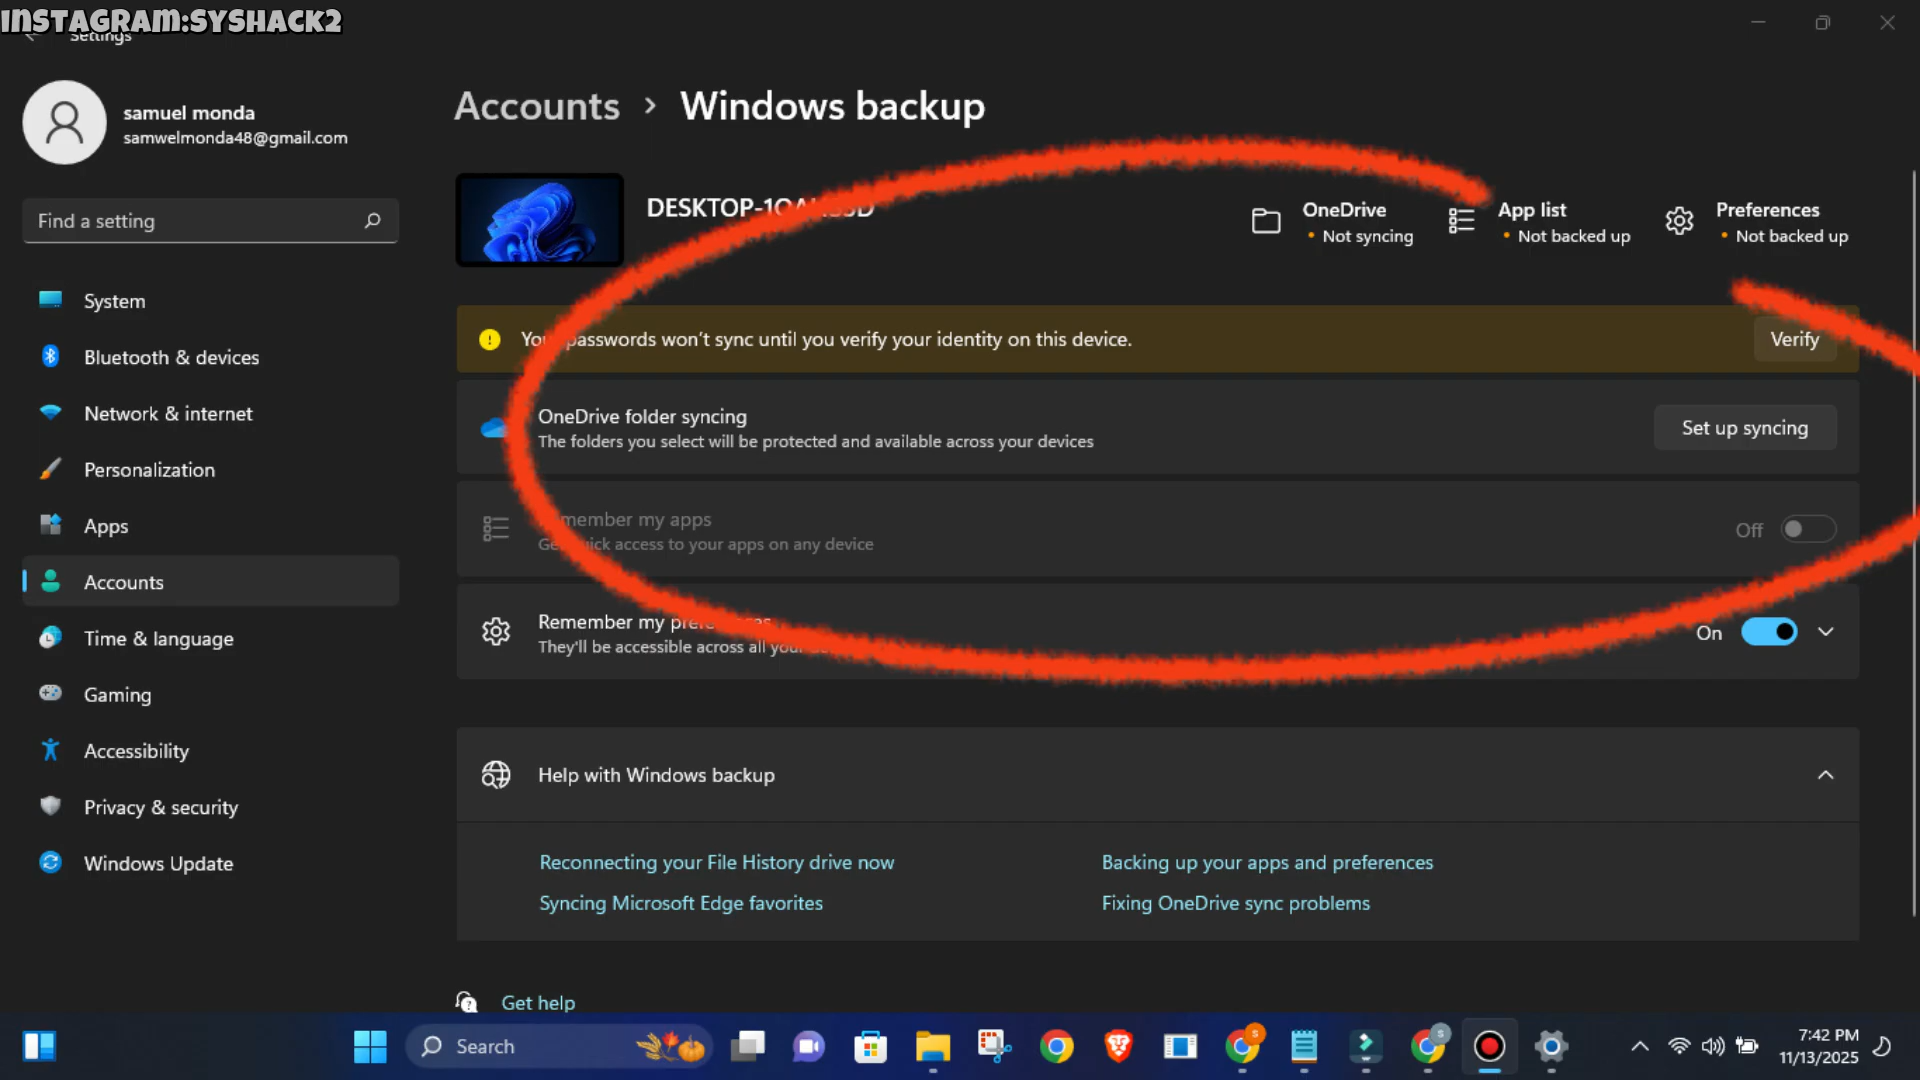 INSTAGRAM:SYSHACK2
Settings
samuel monda
samwelmonda48@gmail.com
Find a setting
System
Bluetooth & devices
Network & internet
Personalization
Apps
Accounts
Time & language
Gaming
Accessibility
Privacy & security
Windows Update
Accounts > Windows backup
OneDrive
Not syncing
App list
Not backed up
Preferences
Not backed up
passwords won't sync until you verify your identity on this device.
Verify
OneDrive folder syncing
The folders you select will be protected and available across your devices
Set up syncing
Remember my apps
Get quick access to your apps on any device
Off
Remember my preferences
They'll be accessible across all your
On
Help with Windows backup
Reconnecting your File History drive now
Backing up your apps and preferences
Syncing Microsoft Edge favorites
Fixing OneDrive sync problems
Get help
Search
7:42 PM
11/13/2025